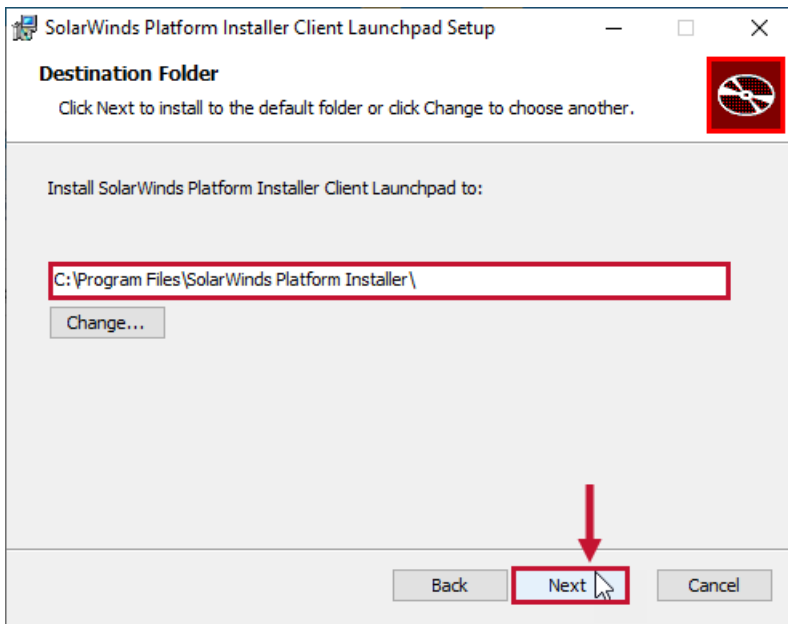 SolarWinds Platform Installer Client Launchpad Setup
Destination Folder
Click Next to install to the default folder or click Change to choose another.
Install SolarWinds Platform Installer Client Launchpad to:
C:\Program Files\SolarWinds Platform Installer\
Change...
Back Next Cancel